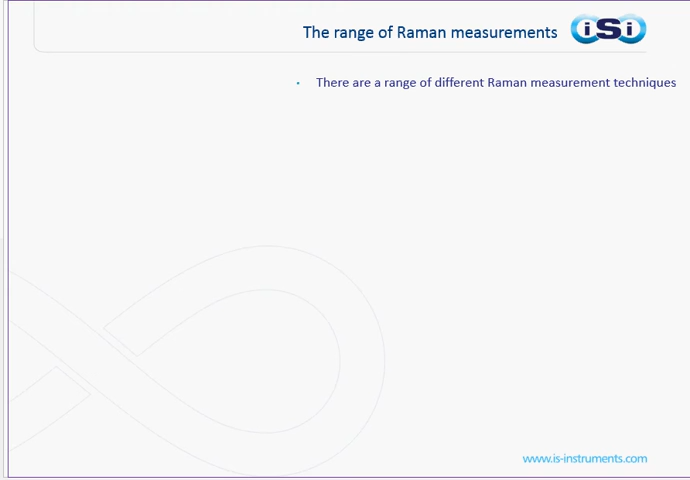 The range of Raman measurements
iSi
• There are a range of different Raman measurement techniques
www.is-instruments.com